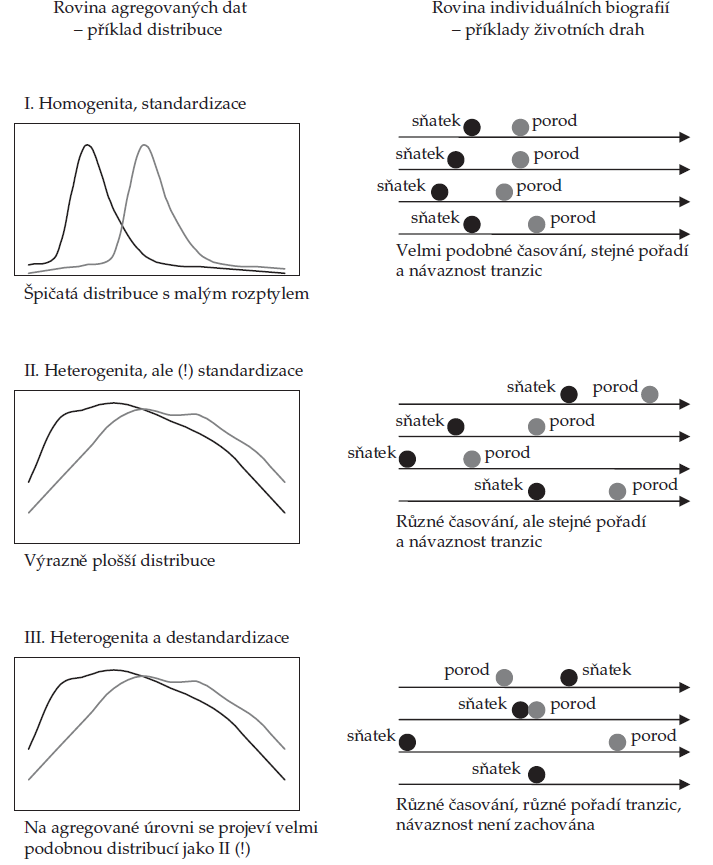 Rovina agregovaných dat
– příklad distribuce
Rovina individuálních biografií
– příklady životních drah
I. Homogenita, standardizace
sňatek porod
sňatek porod
sňatek porod
sňatek porod
Špičatá distribuce s malým rozptylem
Velmi podobné časování, stejné pořadí
a návaznost tranzic
II. Heterogenita, ale (!) standardizace
sňatek porod
sňatek porod
sňatek porod
sňatek porod
Výrazně plošší distribuce
Různé časování, ale stejné pořadí
a návaznost tranzic
III. Heterogenita a destandardizace
porod sňatek
sňatek porod
sňatek porod
sňatek
Na agregované úrovni se projeví velmi
podobnou distribucí jako II (!)
Různé časování, různé pořadí tranzic,
návaznost není zachována